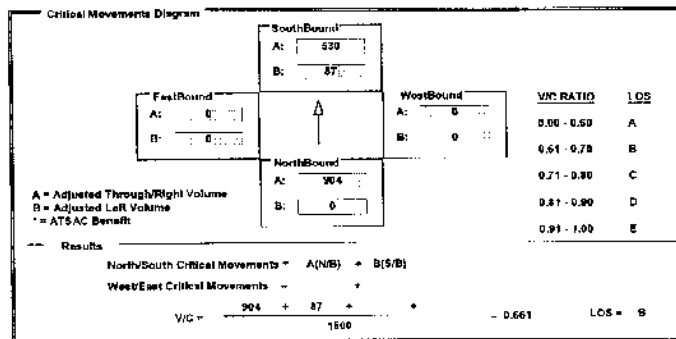 Critical Movements Diagram
SouthBound
A: 530
B: 87
EastBound
A: 0
B: 0
WestBound
A: 0
B: 0
NorthBound
A: 904
B: 0
V/C RATIO LOS
0.00 - 0.60 A
0.61 - 0.70 B
0.71 - 0.80 C
0.81 - 0.90 D
0.91 - 1.00 E
A = Adjusted Through/Right Volume
B = Adjusted Left Volume
* = ATSAC Benefit
Results
North/South Critical Movements = A(N/B) + B(S/B)
West/East Critical Movements = +
V/C = 904 + 87 + + = 0.661 LOS = B
1500